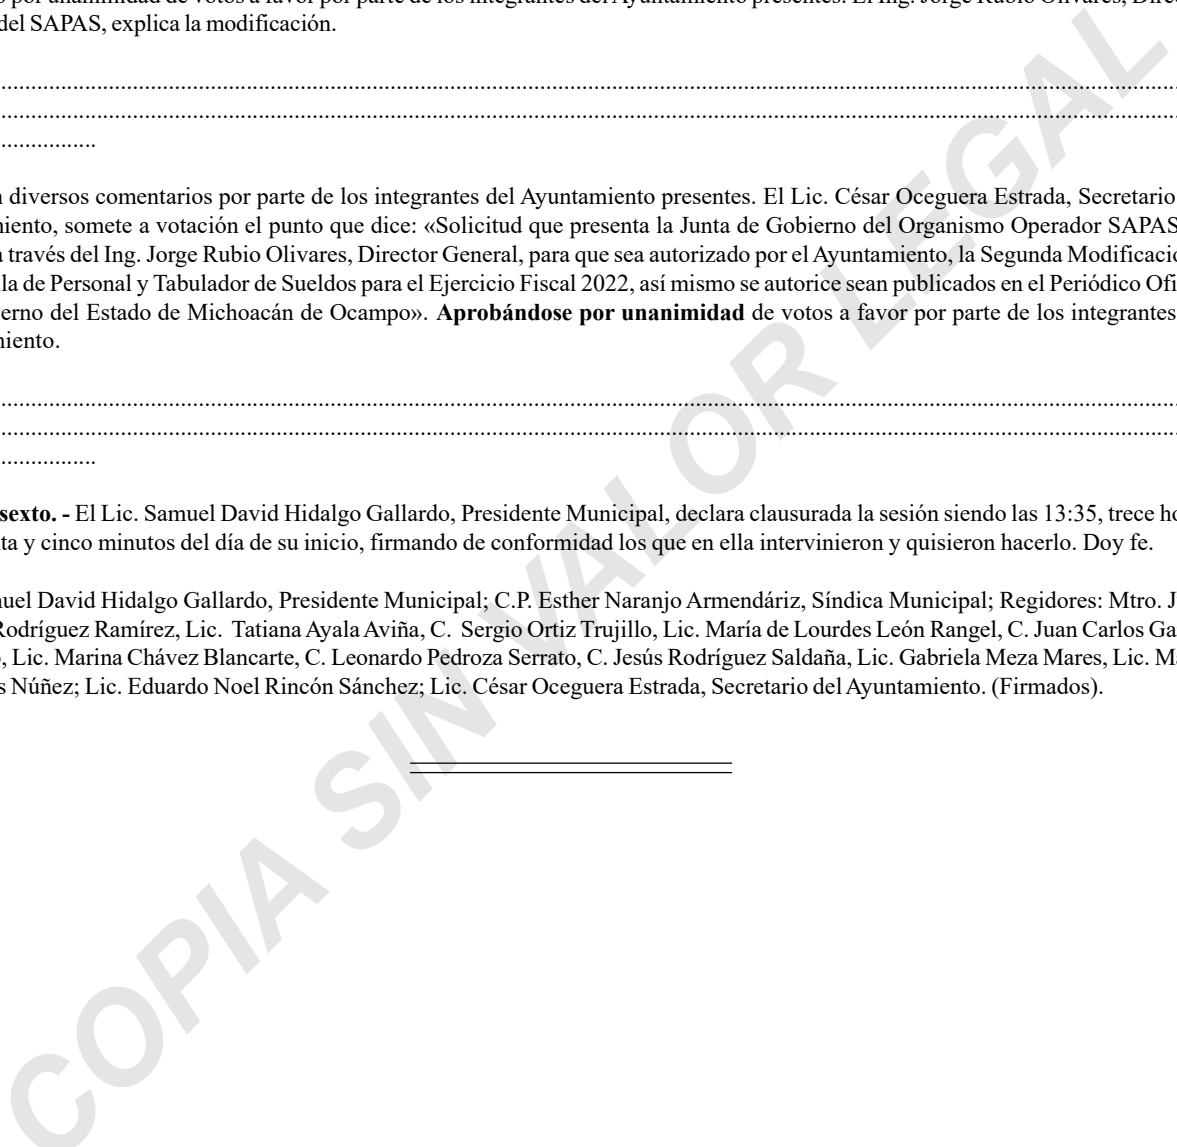 por unanimidad de votos a favor por parte de los integrantes del Ayuntamiento presentes. El Ing. Jorge Rubio Olivares,
del SAPAS, explica la modificación.
................................................................................
................................................................................
................
diversos comentarios por parte de los integrantes del Ayuntamiento presentes. El Lic. César Oceguera Estrada, Secretario
miento, somete a votación el punto que dice: «Solicitud que presenta la Junta de Gobierno del Organismo Operador SAPAS
a través del Ing. Jorge Rubio Olivares, Director General, para que sea autorizado por el Ayuntamiento, la Segunda Modificació
lla de Personal y Tabulador de Sueldos para el Ejercicio Fiscal 2022, así mismo se autorice sean publicados en el Periódico Ofi
erno del Estado de Michoacán de Ocampo». Aprobándose por unanimidad de votos a favor por parte de los integrantes
miento.
................................................................................
................................................................................
................
sexto. - El Lic. Samuel David Hidalgo Gallardo, Presidente Municipal, declara clausurada la sesión siendo las 13:35, trece ho
ta y cinco minutos del día de su inicio, firmando de conformidad los que en ella intervinieron y quisieron hacerlo. Doy fe.
uel David Hidalgo Gallardo, Presidente Municipal; C.P. Esther Naranjo Armendáriz, Síndica Municipal; Regidores: Mtro. J
Rodríguez Ramírez, Lic. Tatiana Ayala Aviña, C. Sergio Ortiz Trujillo, Lic. María de Lourdes León Rangel, C. Juan Carlos Ga
, Lic. Marina Chávez Blancarte, C. Leonardo Pedroza Serrato, C. Jesús Rodríguez Saldaña, Lic. Gabriela Meza Mares, Lic. M
s Núñez; Lic. Eduardo Noel Rincón Sánchez; Lic. César Oceguera Estrada, Secretario del Ayuntamiento. (Firmados).
COPIA SIN VALOR LEGAL